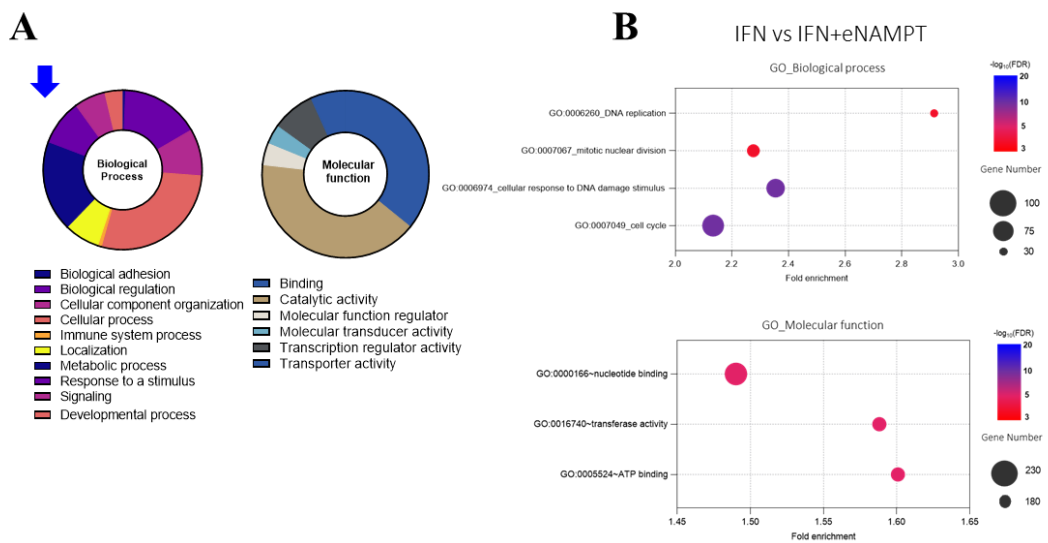 A
Biological
Process
Molecular
function
Biological adhesion
Biological regulation
Cellular component organization
Cellular process
Immune system process
Localization
Metabolic process
Response to a stimulus
Signaling
Developmental process
Binding
Catalytic activity
Molecular function regulator
Molecular transducer activity
Transcription regulator activity
Transporter activity
B
IFN vs IFN+eNAMPT
GO_Biological process
GO:0006260_DNA replication
GO:0007067_mitotic nuclear division
GO:0006974_cellular response to DNA damage stimulus
GO:0007049_cell cycle
2.0 2.2 2.4 2.6 2.8 3.0
Fold enrichment
-log10(FDR)
20
10
5
3
Gene Number
100
75
30
GO_Molecular function
GO:0000166~nucleotide binding
GO:0016740~transferase activity
GO:0005524~ATP binding
1.45 1.50 1.55 1.60 1.65
Fold enrichment
-log10(FDR)
20
10
5
3
Gene Number
230
180